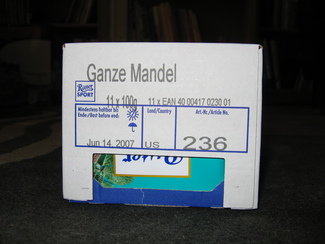 Ganze Mandel
Ritter
SPORT
11 x 100g 11 x EAN 40 00417 0230 01
Mindestens haltbar bis
Ende/Best before end:
Land/Country
Art.-Nr./Article No.
Jun 14, 2007 US 236